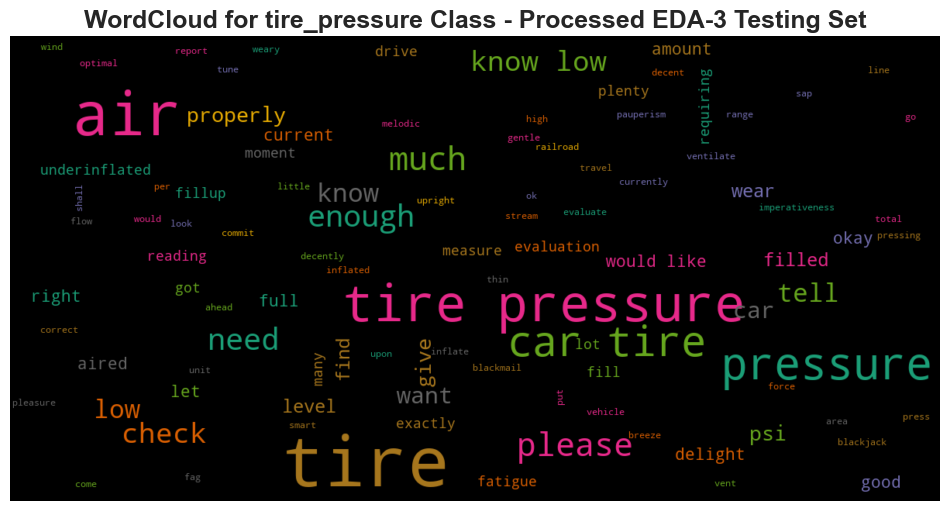 WordCloud for tire_pressure Class - Processed EDA-3 Testing Set
wind
report
weary
drive
know low
amount
optimal
tune
decent
line
plenty
requiring
sap
air
properly
current
melodic
high
pauperism
range
go
gentle
moment
much
railroad
ventilate
underinflated
travel
per
fillup
little
know
currently
wear
shall
upright
ok
imperativeness
flow
would
look
enough
stream
evaluate
total
commit
okay
pressing
reading
decently
measure
evaluation
would like
filled
inflated
thin
right
got
full
tire pressure
tell
ahead
car
correct
need
car tire
lot
aired
many
find
upon
give
inflate
pressure
unit
blackmail
fill
force
let
want
put
pleasure
low
level
vehicle
press
check
smart
exactly
area
please
psi
breeze
blackjack
tire
delight
come
fag
fatigue
vent
good